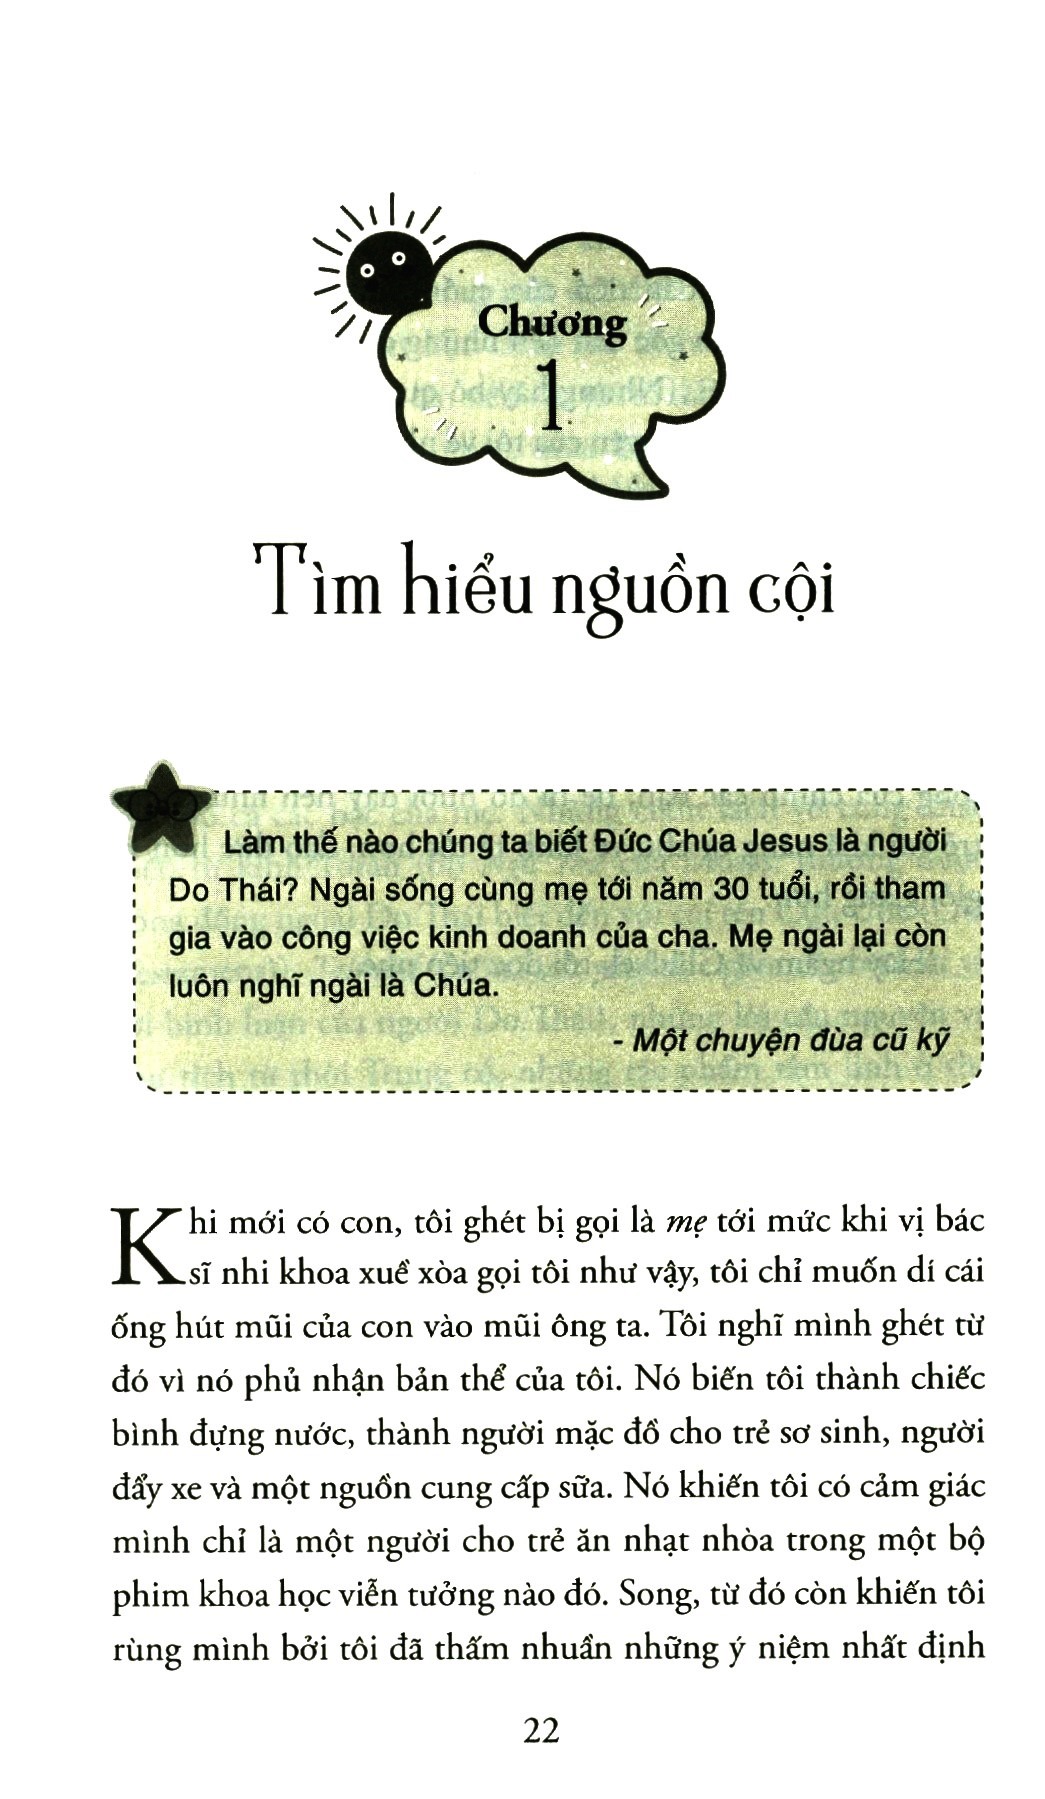 Chương
1
Tìm hiểu nguồn cội
Làm thế nào chúng ta biết Đức Chúa Jesus là người
Do Thái? Ngài sống cùng mẹ tới năm 30 tuổi, rồi tham
gia vào công việc kinh doanh của cha. Mẹ ngài lại còn
luôn nghĩ ngài là Chúa.
- Một chuyện đùa cũ kỹ
Khi mới có con, tôi ghét bị gọi là mẹ tới mức khi vị bác
sĩ nhi khoa xuề xòa gọi tôi như vậy, tôi chỉ muốn dí cái
ống hút mũi của con vào mũi ông ta. Tôi nghĩ mình ghét từ
đó vì nó phủ nhận bản thể của tôi. Nó biến tôi thành chiếc
bình đựng nước, thành người mặc đồ cho trẻ sơ sinh, người
đẩy xe và một nguồn cung cấp sữa. Nó khiến tôi có cảm giác
mình chỉ là một người cho trẻ ăn nhạt nhòa trong một bộ
phim khoa học viễn tưởng nào đó. Song, từ đó còn khiến tôi
rùng mình bởi tôi đã thấm nhuần những ý niệm nhất định
22